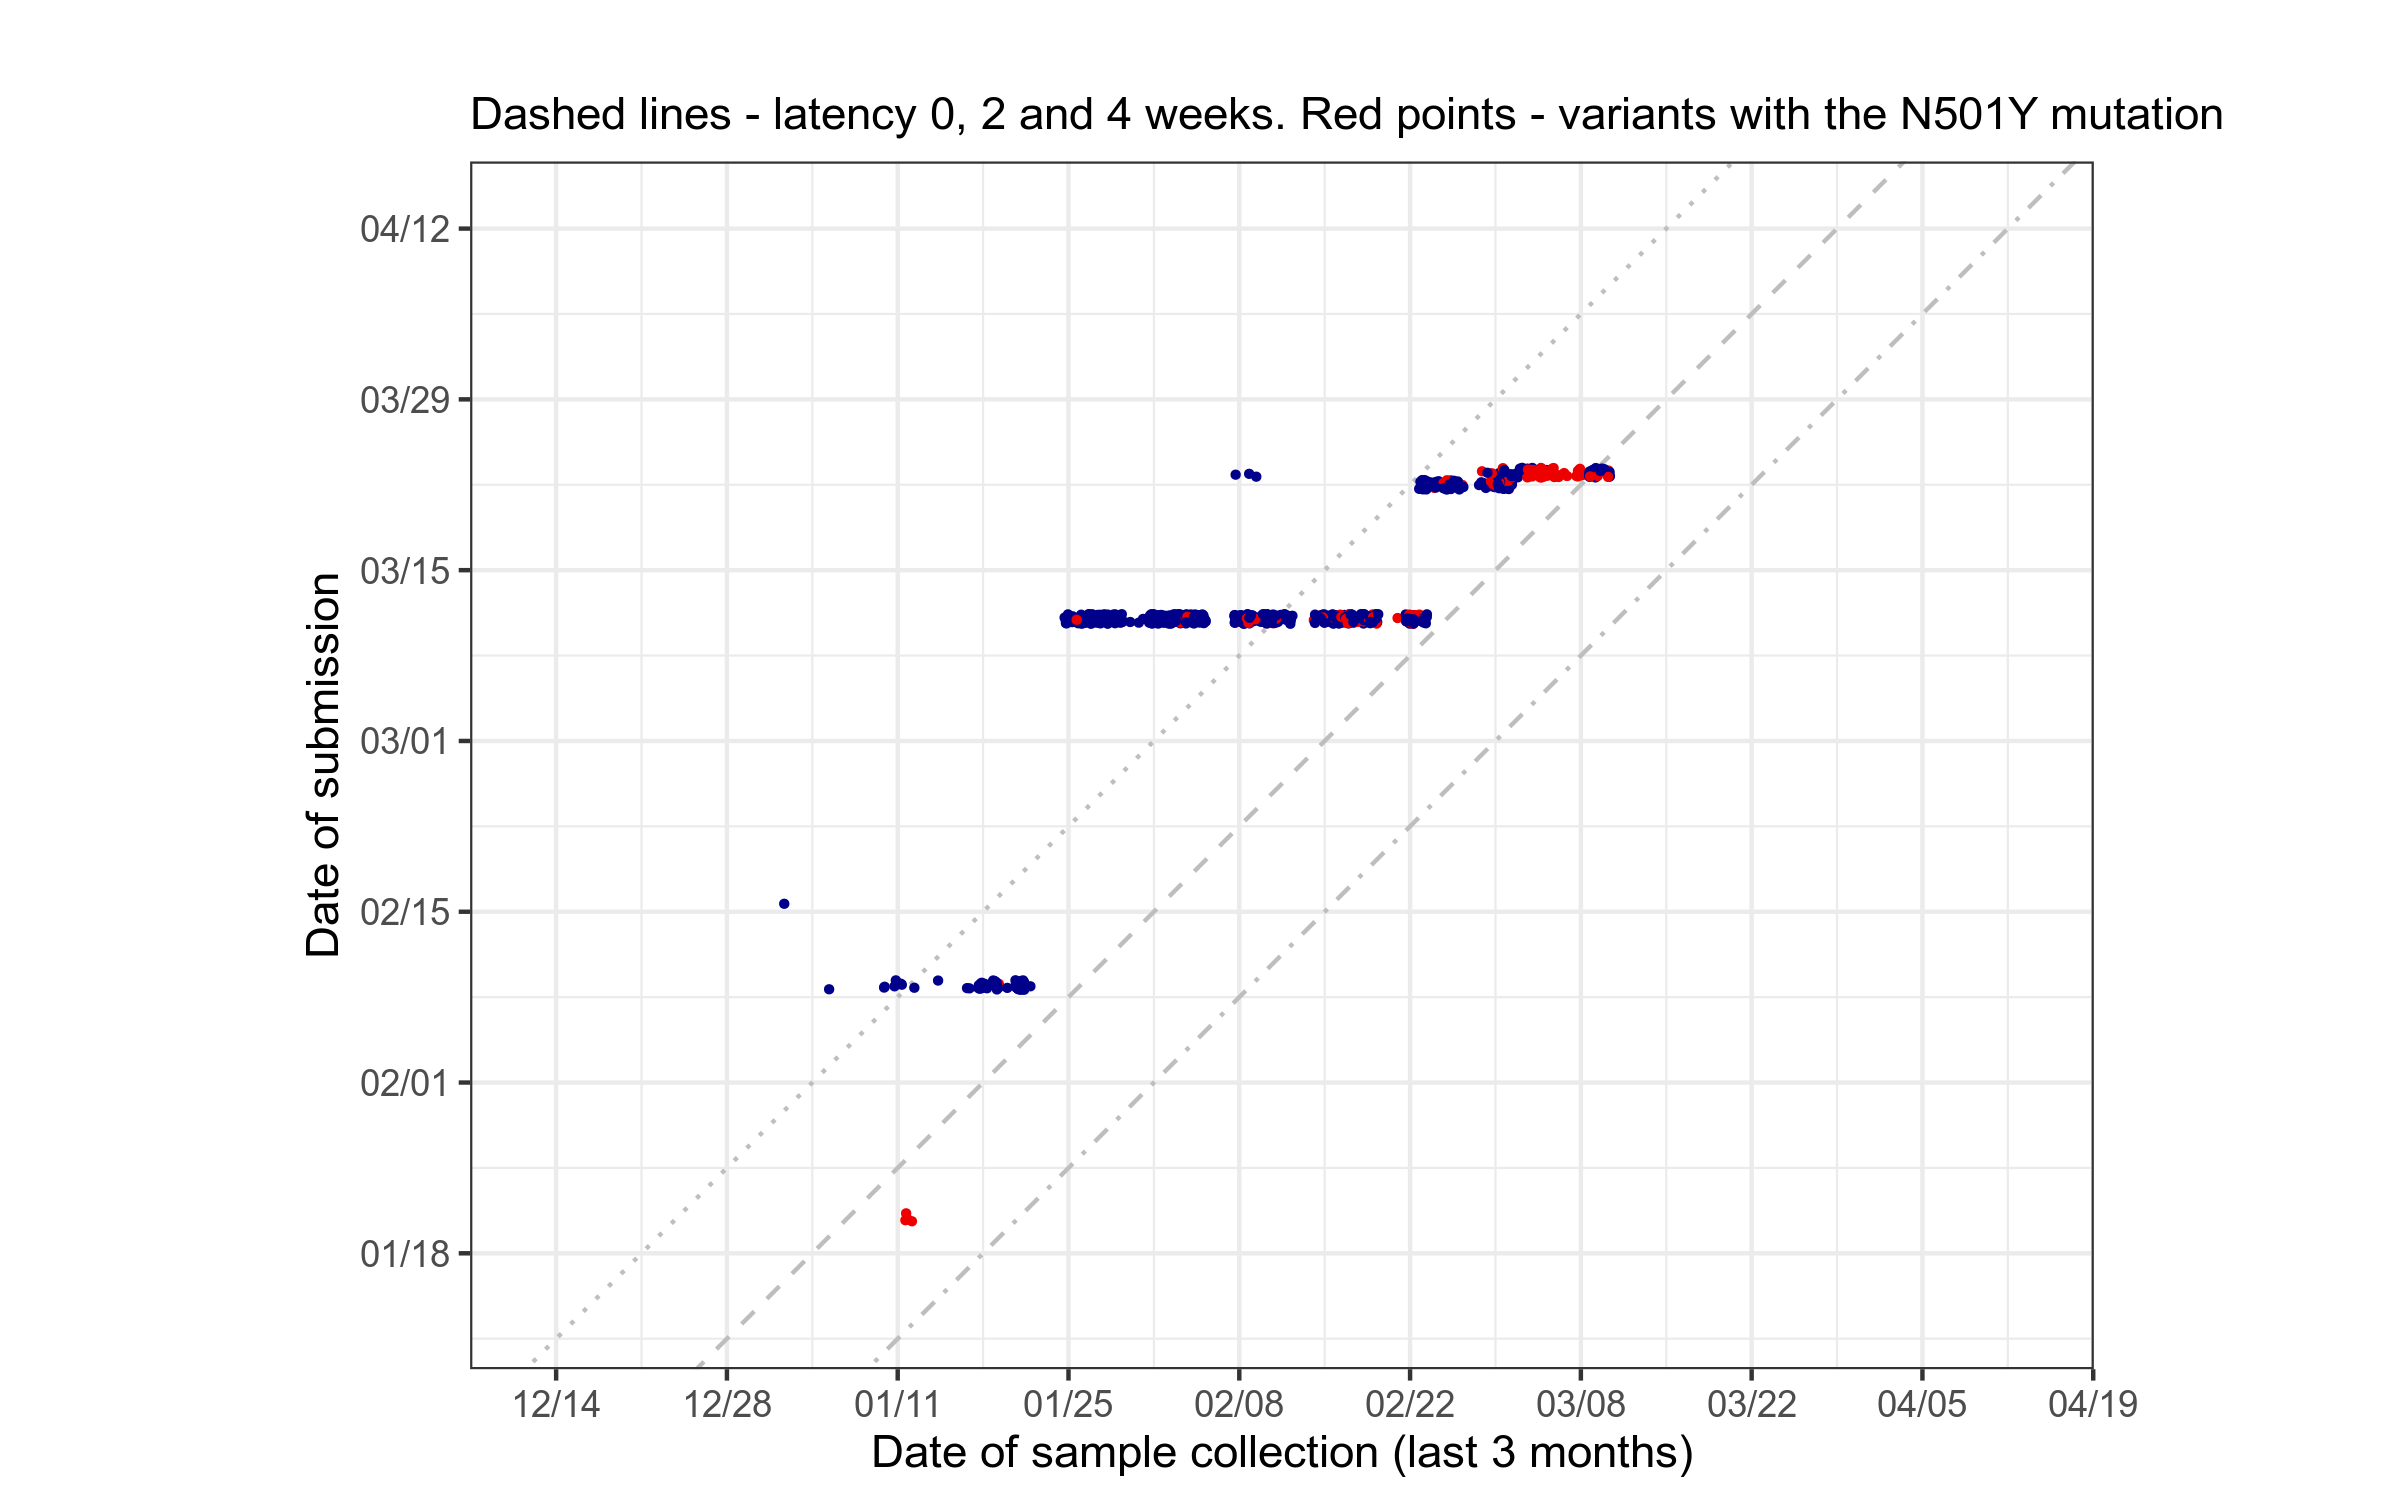 Dashed lines - latency 0, 2 and 4 weeks. Red points - variants with the N501Y mutation
04/12
03/29
03/15
03/01
02/15
02/01
01/18
Date of submission
12/14 12/28 01/11 01/25 02/08 02/22 03/08 03/22 04/05 04/19
Date of sample collection (last 3 months)